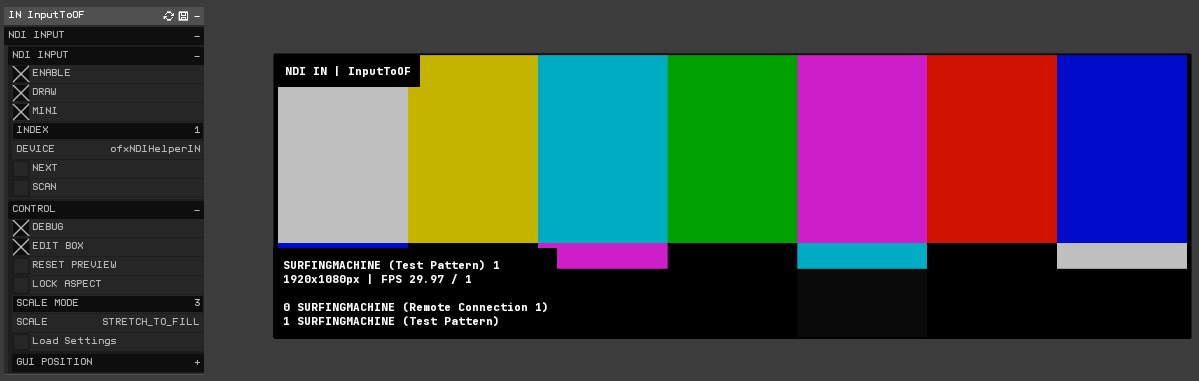 IN InputToOF
NDI INPUT
NDI INPUT
ENABLE
DRAW
MINI
INDEX 1
DEVICE ofxNDIHelperIN
NEXT
SCAN
CONTROL
DEBUG
EDIT BOX
RESET PREVIEW
LOCK ASPECT
SCALE MODE 3
SCALE STRETCH_TO_FILL
Load Settings
GUI POSITION +
NDI IN | InputToOF
SURFINGMACHINE (Test Pattern) 1
1920x1080px | FPS 29.97 / 1
0 SURFINGMACHINE (Remote Connection 1)
1 SURFINGMACHINE (Test Pattern)